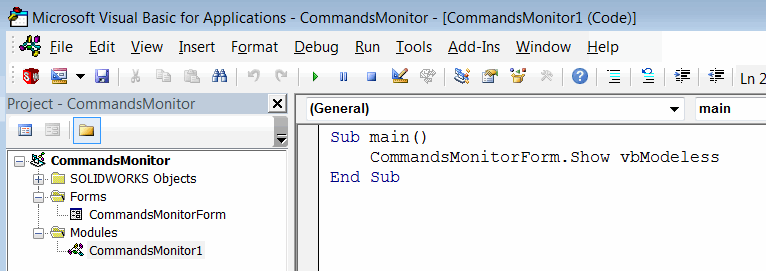 Microsoft Visual Basic for Applications - CommandsMonitor - [CommandsMonitor1 (Code)]
File Edit View Insert Format Debug Run Tools Add-Ins Window Help
Ln 2
Project - CommandsMonitor
(General) main
CommandsMonitor
SOLIDWORKS Objects
Forms
CommandsMonitorForm
Modules
CommandsMonitor1
Sub main()
CommandsMonitorForm.Show vbModeless
End Sub